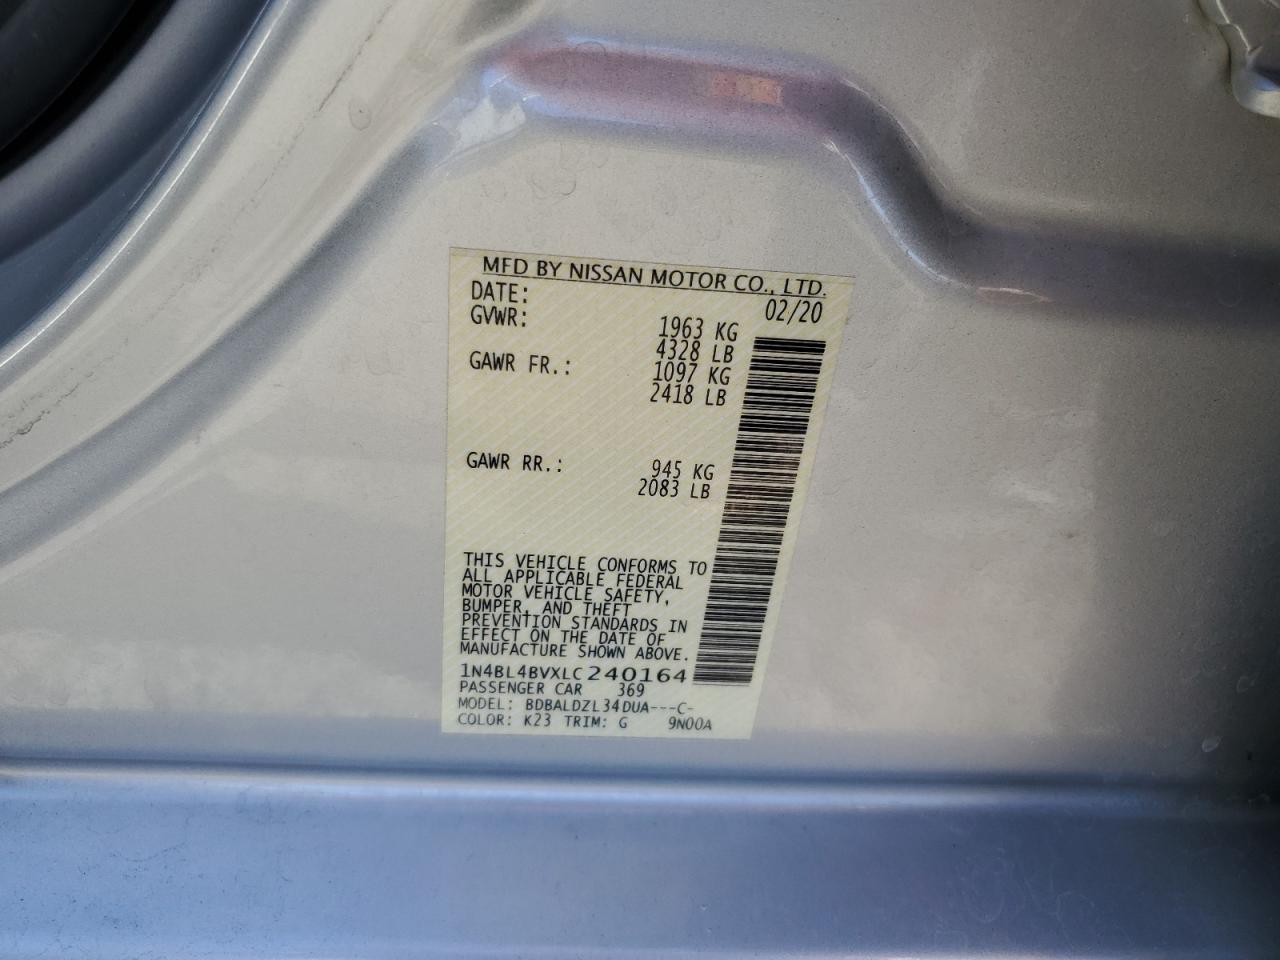 MFD BY NISSAN MOTOR CO., LTD.
DATE: 02/20
GVWR: 1963 KG
4328 LB
GAWR FR.: 1097 KG
2418 LB
GAWR RR.: 945 KG
2083 LB
THIS VEHICLE CONFORMS TO
ALL APPLICABLE FEDERAL
MOTOR VEHICLE SAFETY,
BUMPER, AND THEFT
PREVENTION STANDARDS IN
EFFECT ON THE DATE OF
MANUFACTURE SHOWN ABOVE.
1N4BL4BVXLC240164
PASSENGER CAR 369
MODEL: BDBALDZL34DUA---C-
COLOR: K23 TRIM: G 9N00A